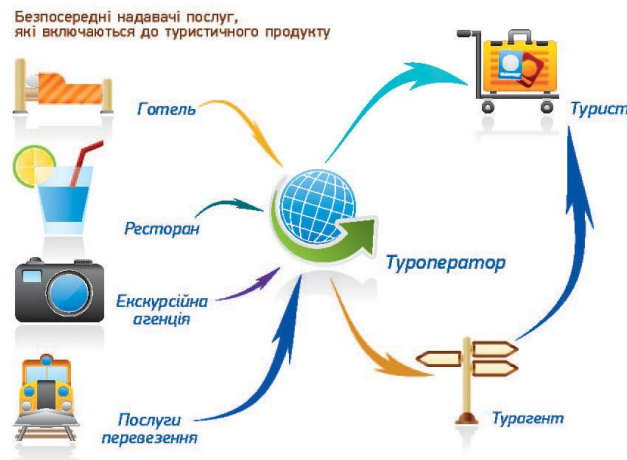 Безпосередні надавачі послуг,
які включаються до туристичного продукту
Готель
Турист
Ресторан
Туроператор
Екскурсійна
агенція
Послуги
перевезення
Турагент